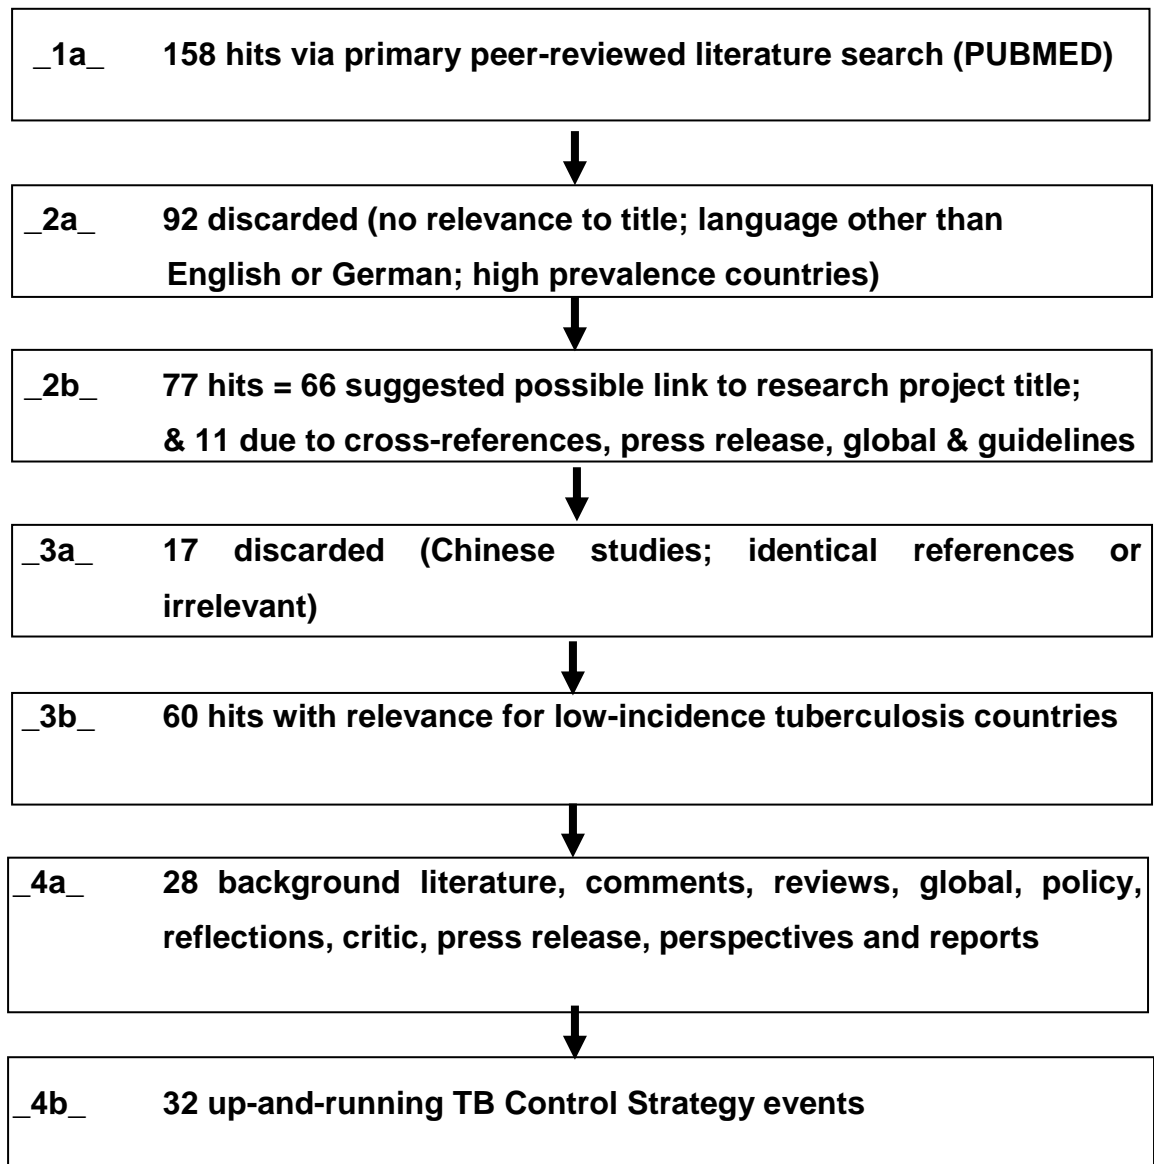 _1a_ 158 hits via primary peer-reviewed literature search (PUBMED)
_2a_ 92 discarded (no relevance to title; language other than
English or German; high prevalence countries)
_2b_ 77 hits = 66 suggested possible link to research project title;
& 11 due to cross-references, press release, global & guidelines
_3a_ 17 discarded (Chinese studies; identical references or
irrelevant)
_3b_ 60 hits with relevance for low-incidence tuberculosis countries
_4a_ 28 background literature, comments, reviews, global, policy,
reflections, critic, press release, perspectives and reports
_4b_ 32 up-and-running TB Control Strategy events